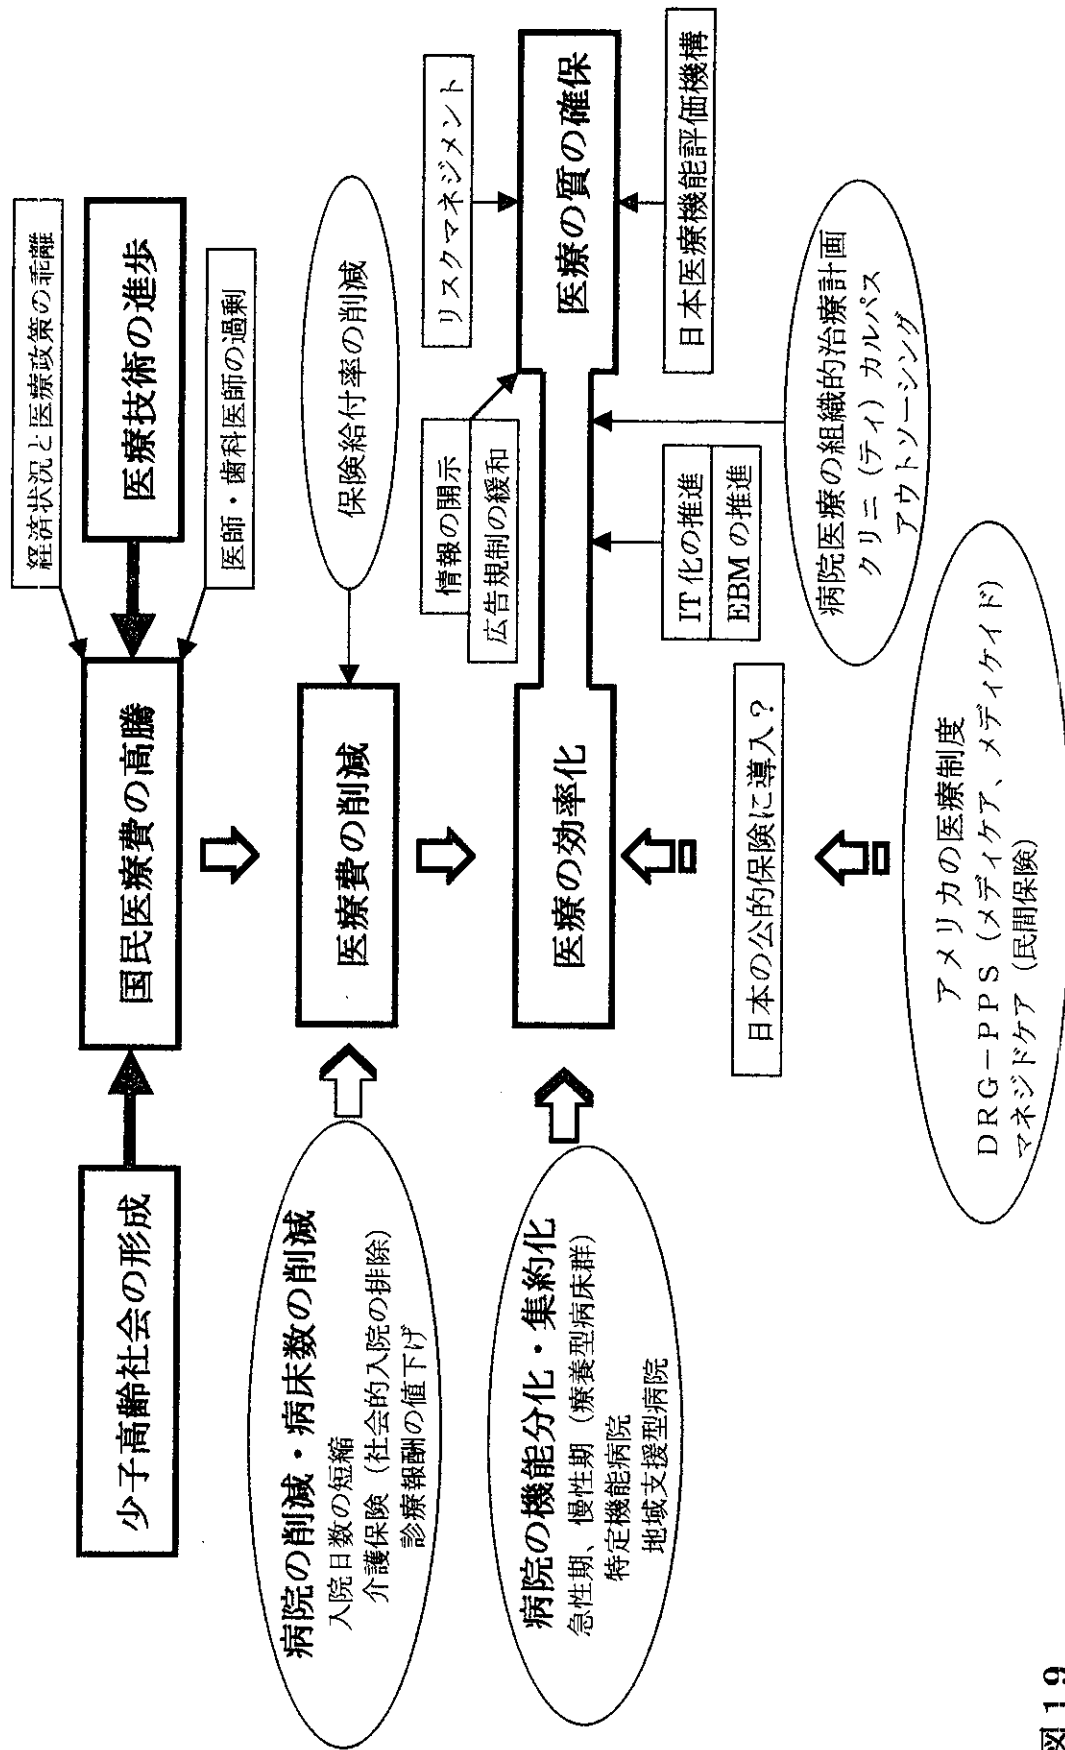 経済状況と医療政策の乖離
少子高齢社会の形成
国民医療費の高騰
医療技術の進歩
医師・歯科医師の過剰
病院の削減・病床数の削減
入院日数の短縮
介護保険（社会的入院の排除）
診療報酬の値下げ
医療費の削減
保険給付率の削減
病院の機能分化・集約化
急性期、慢性期（療養型病床群）
特定機能病院
地域支援型病院
医療の効率化
情報の開示
広告規制の緩和
リスクマネジメント
医療の質の確保
IT化の推進
EBMの推進
日本医療機能評価機構
日本の公的保険に導入？
病院医療の組織的治療計画
クリニ（ティ）カルパス
アウトソーシング
アメリカの医療制度
DRG－PPS（メディケア、メディケイド）
マネジドケア（民間保険）
図19